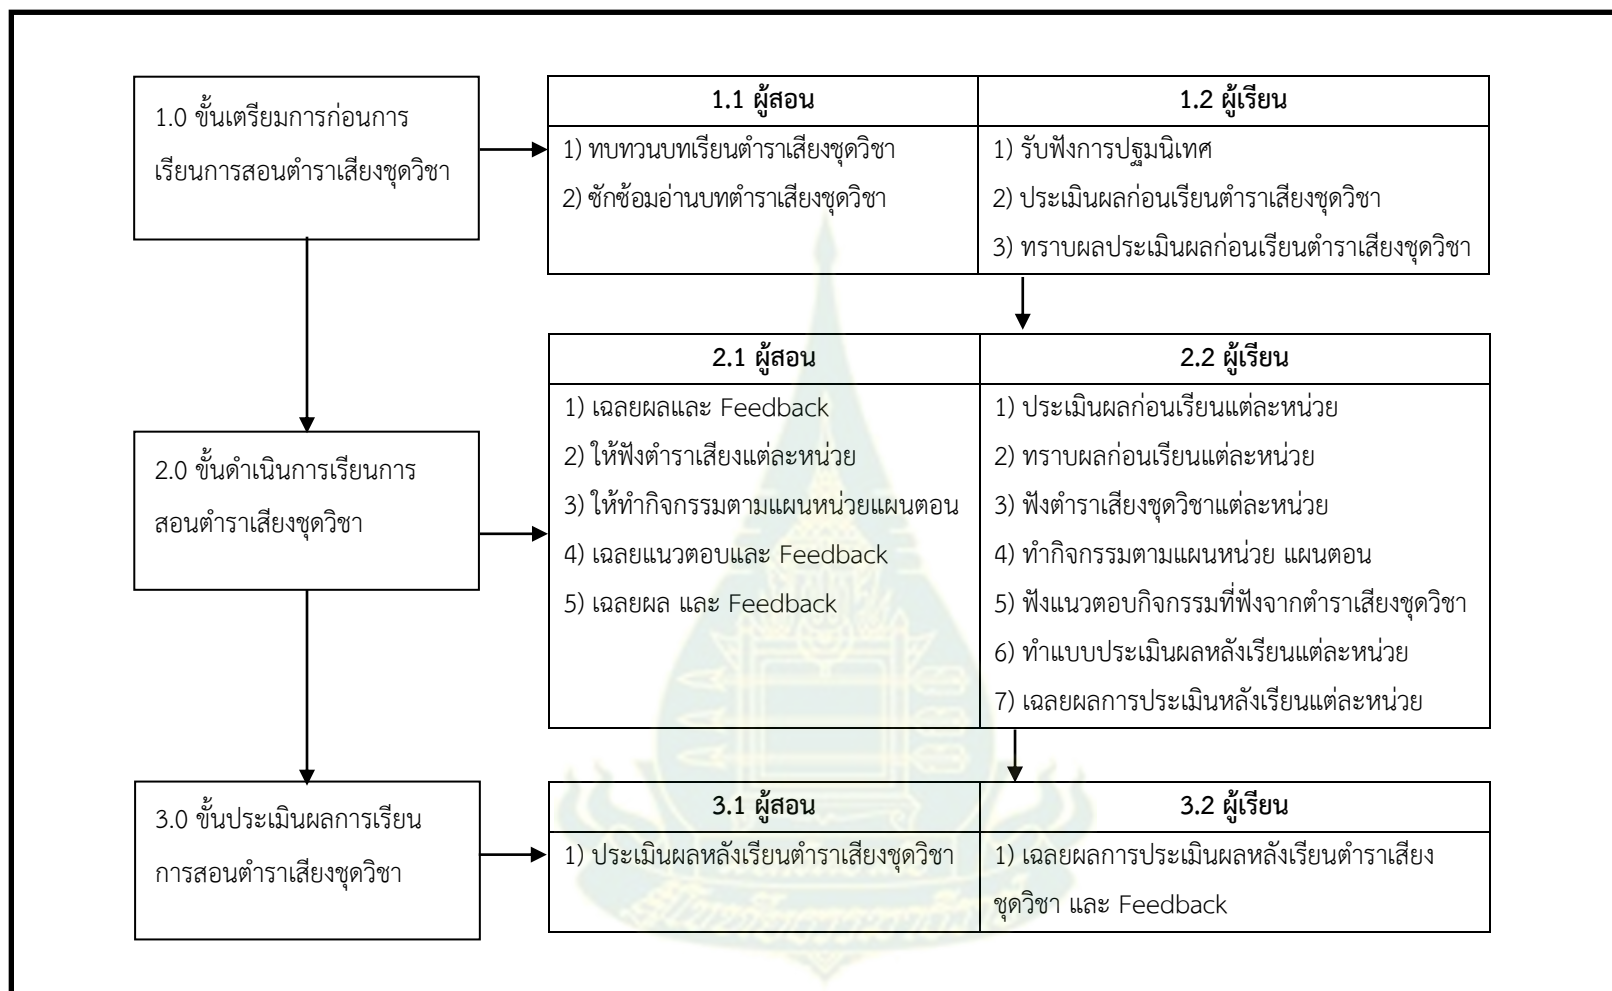 1.0 ขั้นเตรียมการก่อนการ
เรียนการสอนตำราเสียงชุดวิชา
1.1 ผู้สอน
1) ทบทวนบทเรียนตำราเสียงชุดวิชา
2) ซักซ้อมอ่านบทตำราเสียงชุดวิชา
1.2 ผู้เรียน
1) รับฟังการปฐมนิเทศ
2) ประเมินผลก่อนเรียนตำราเสียงชุดวิชา
3) ทราบผลประเมินผลก่อนเรียนตำราเสียงชุดวิชา
2.0 ขั้นดำเนินการเรียนการ
สอนตำราเสียงชุดวิชา
2.1 ผู้สอน
1) เฉลยผลและ Feedback
2) ให้ฟังตำราเสียงแต่ละหน่วย
3) ให้ทำกิจกรรมตามแผนหน่วยแผนตอน
4) เฉลยแนวตอบและ Feedback
5) เฉลยผล และ Feedback
2.2 ผู้เรียน
1) ประเมินผลก่อนเรียนแต่ละหน่วย
2) ทราบผลก่อนเรียนแต่ละหน่วย
3) ฟังตำราเสียงชุดวิชาแต่ละหน่วย
4) ทำกิจกรรมตามแผนหน่วย แผนตอน
5) ฟังแนวตอบกิจกรรมที่ฟังจากตำราเสียงชุดวิชา
6) ทำแบบประเมินผลหลังเรียนแต่ละหน่วย
7) เฉลยผลการประเมินหลังเรียนแต่ละหน่วย
3.0 ขั้นประเมินผลการเรียน
การสอนตำราเสียงชุดวิชา
3.1 ผู้สอน
1) ประเมินผลหลังเรียนตำราเสียงชุดวิชา
3.2 ผู้เรียน
1) เฉลยผลการประเมินผลหลังเรียนตำราเสียง
ชุดวิชา และ Feedback